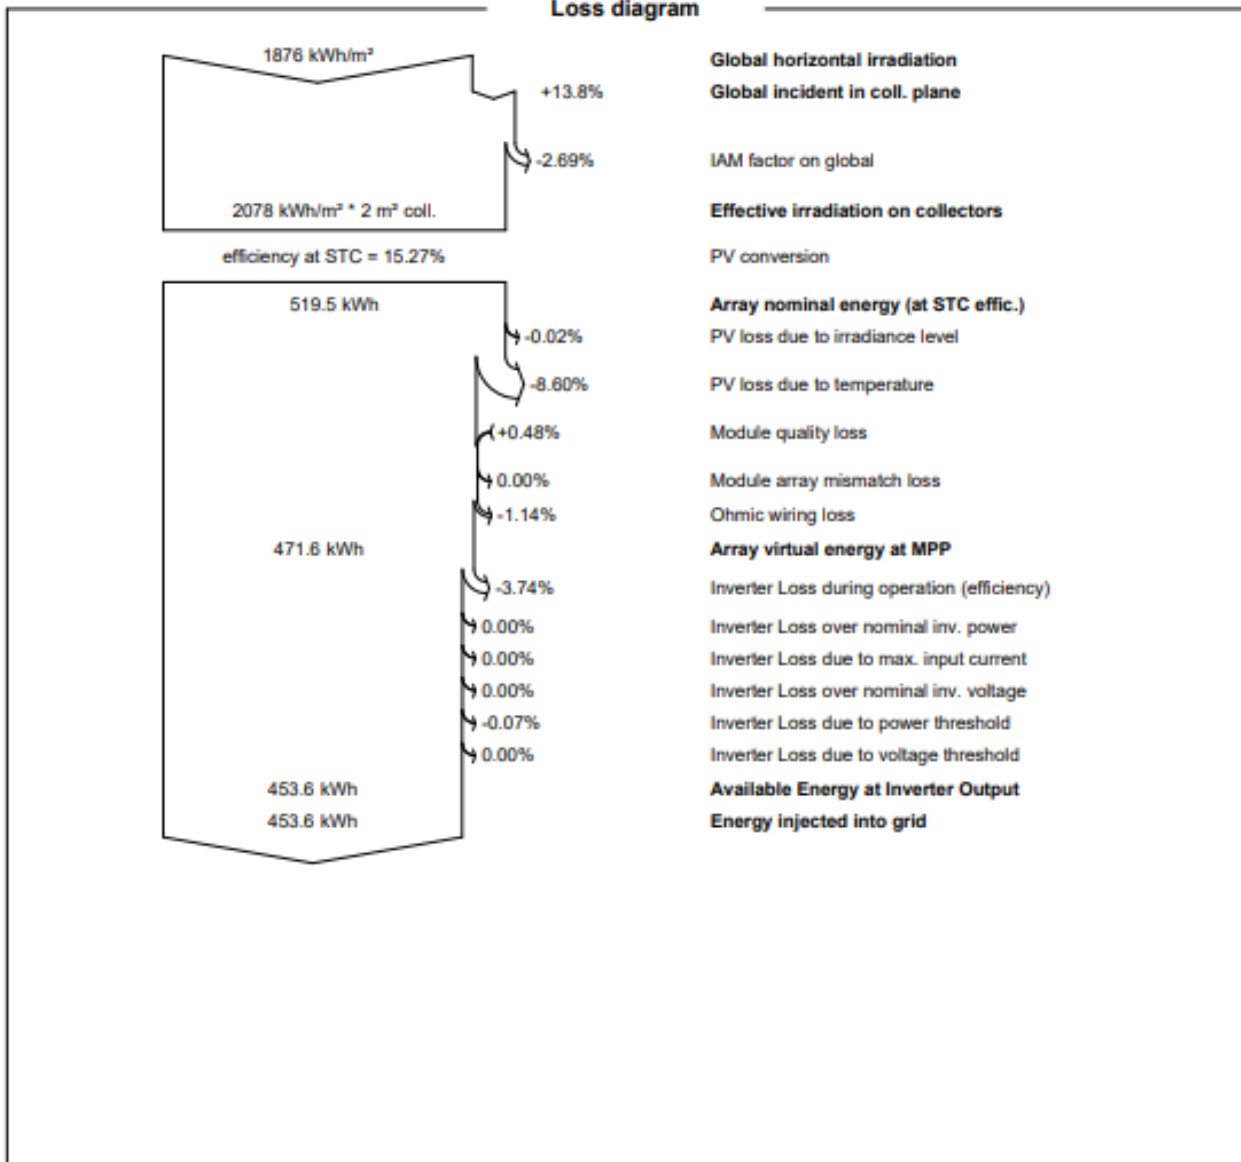 Loss diagram
1876 kWh/m² Global horizontal irradiation
+13.8% Global incident in coll. plane
-2.69% IAM factor on global
2078 kWh/m² * 2 m² coll. Effective irradiation on collectors
efficiency at STC = 15.27% PV conversion
519.5 kWh Array nominal energy (at STC effic.)
-0.02% PV loss due to irradiance level
-8.60% PV loss due to temperature
+0.48% Module quality loss
0.00% Module array mismatch loss
-1.14% Ohmic wiring loss
471.6 kWh Array virtual energy at MPP
-3.74% Inverter Loss during operation (efficiency)
0.00% Inverter Loss over nominal inv. power
0.00% Inverter Loss due to max. input current
0.00% Inverter Loss over nominal inv. voltage
-0.07% Inverter Loss due to power threshold
0.00% Inverter Loss due to voltage threshold
453.6 kWh Available Energy at Inverter Output
453.6 kWh Energy injected into grid